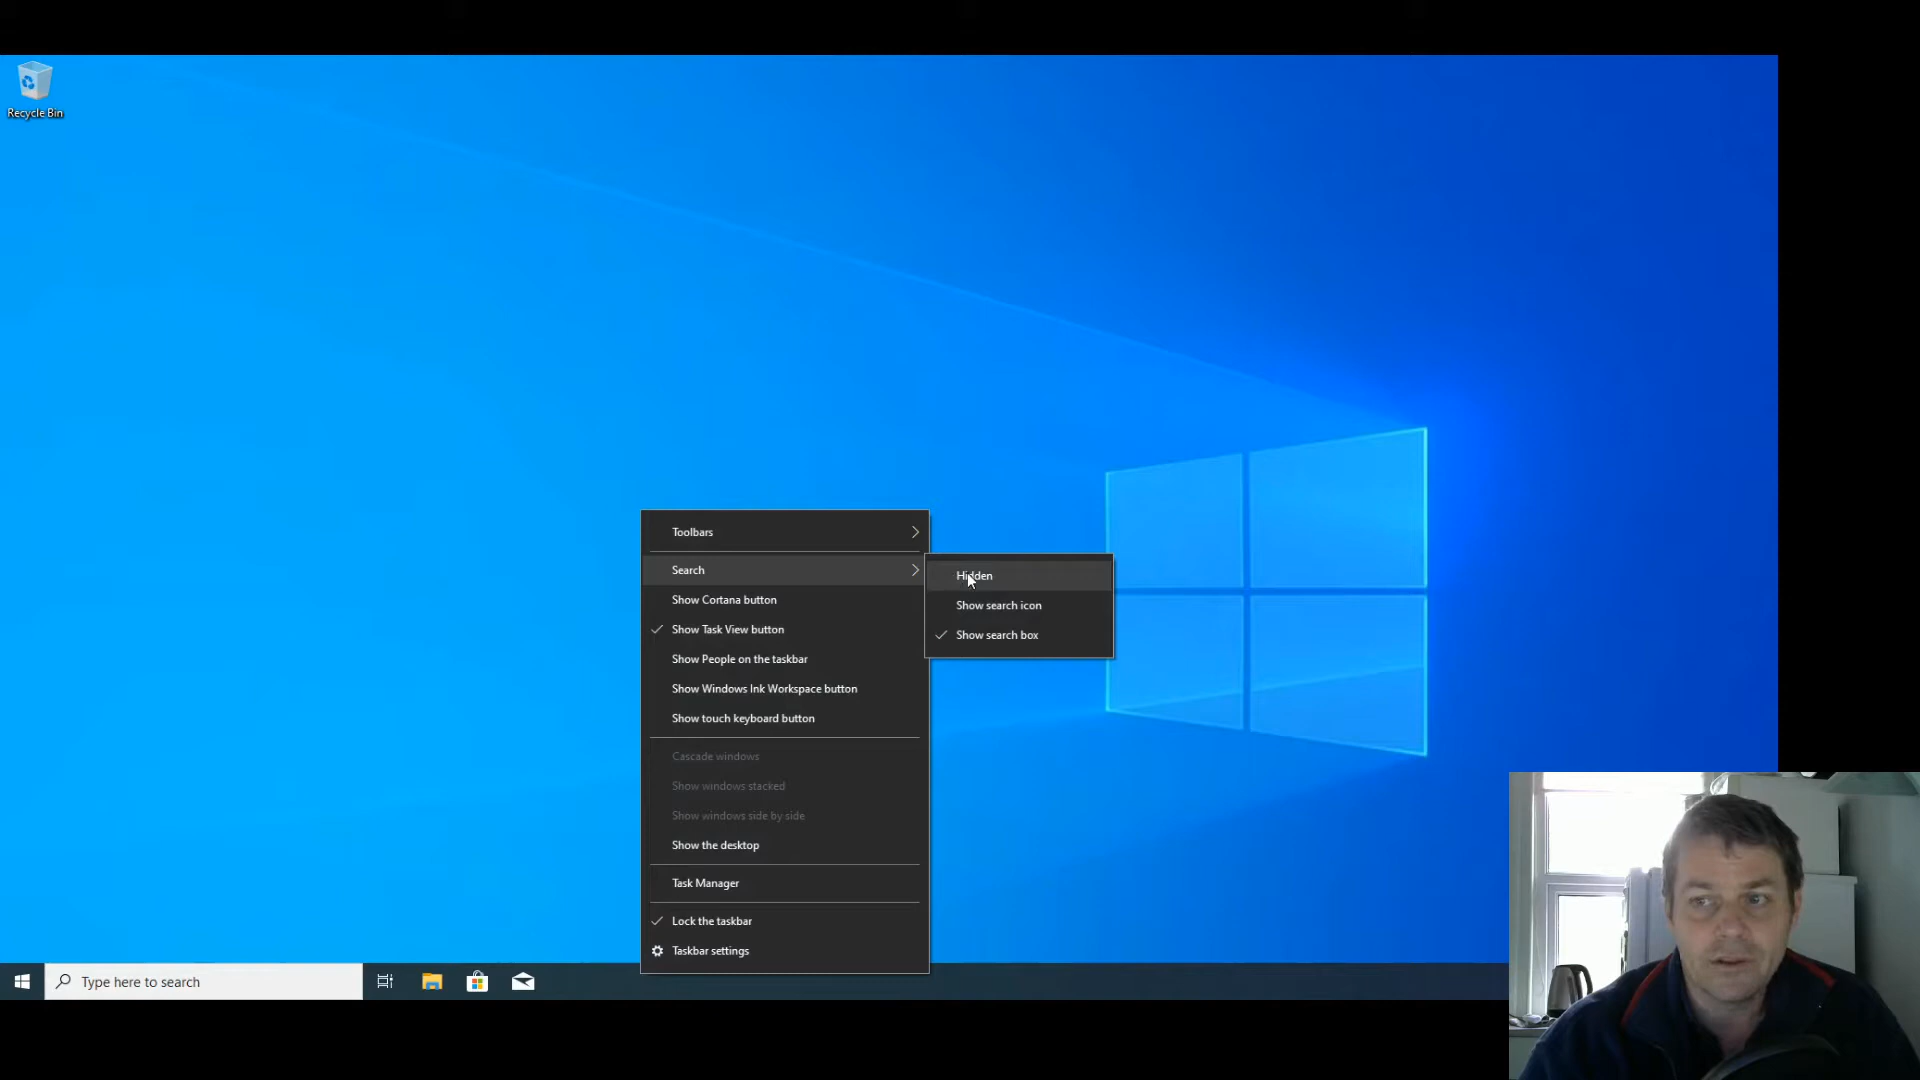 Recycle Bin
Toolbars
Search
Show Cortana button
Show Task View button
Show People on the taskbar
Show Windows Ink Workspace button
Show touch keyboard button
Cascade windows
Show windows stacked
Show windows side by side
Show the desktop
Task Manager
Lock the taskbar
Taskbar settings
Hidden
Show search icon
Show search box
Type here to search